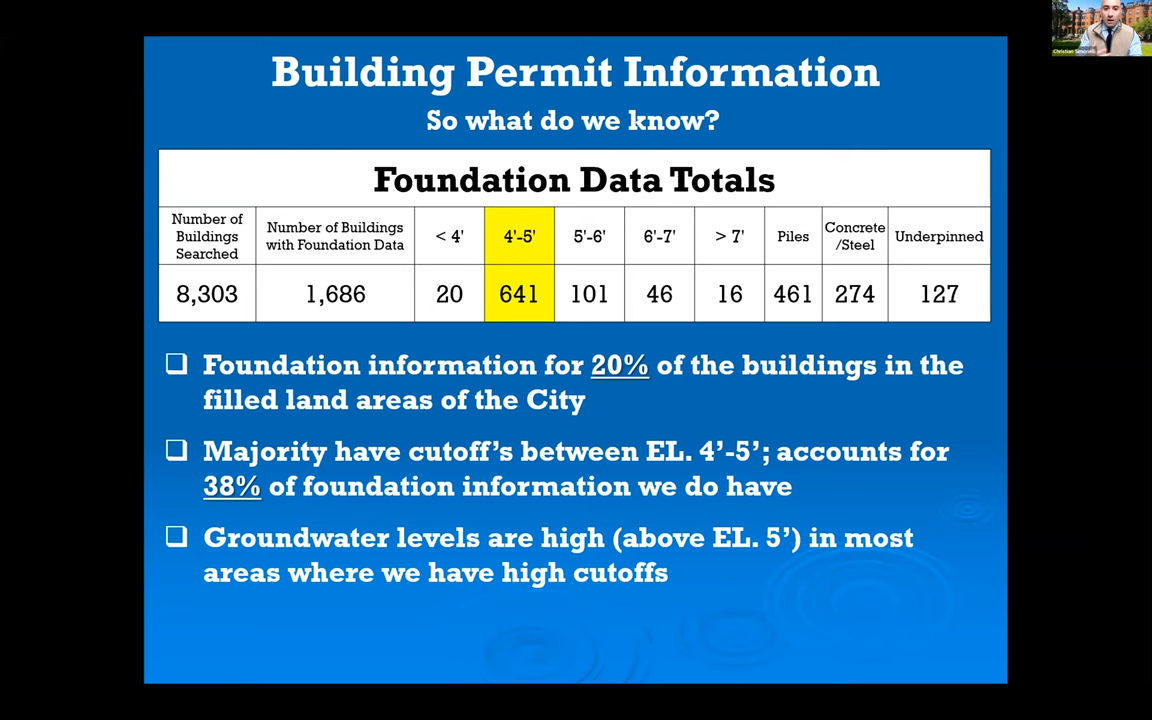 Building Permit Information
So what do we know?
Foundation Data Totals
Number of Buildings Searched
Number of Buildings with Foundation Data
< 4'
4'-5'
5'-6'
6'-7'
> 7'
Piles
Concrete /Steel
Underpinned
8,303
1,686
20
641
101
46
16
461
274
127
Foundation information for 20% of the buildings in the
filled land areas of the City
Majority have cutoff's between EL. 4'-5'; accounts for
38% of foundation information we do have
Groundwater levels are high (above EL. 5') in most
areas where we have high cutoffs
Christian